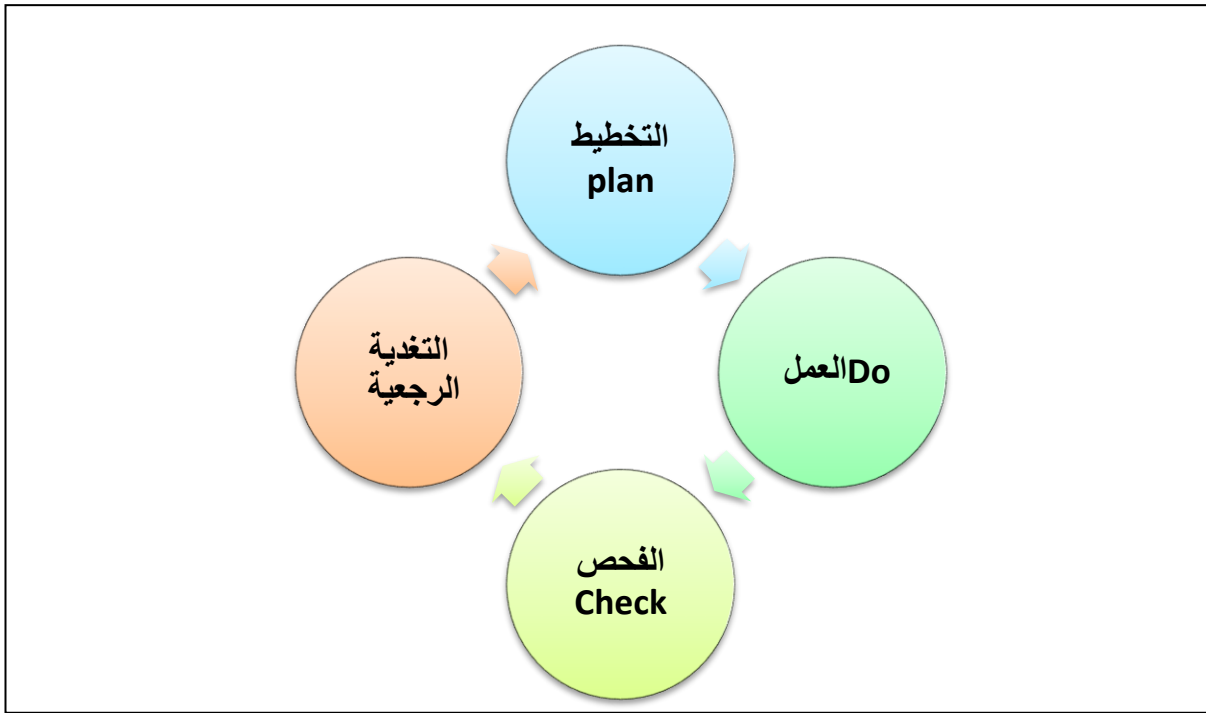 التخطيط
plan
العملDo
الفحص
Check
التغدية
الرجعية